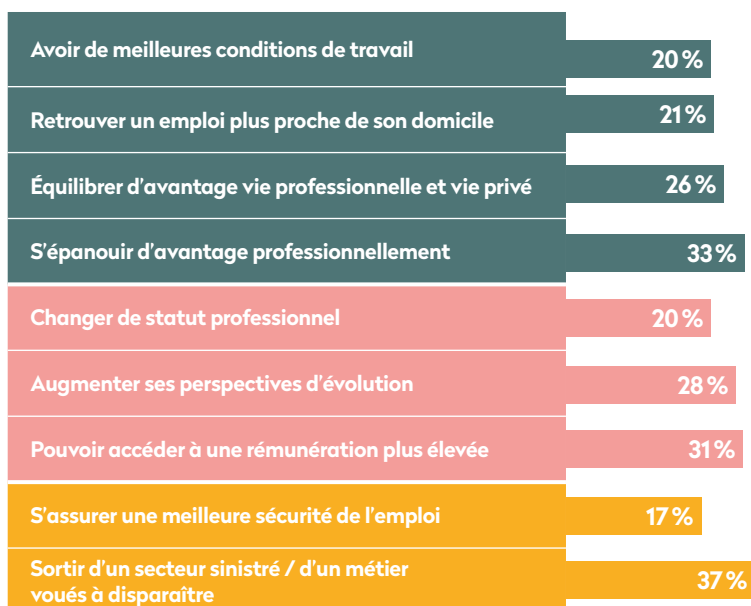 Avoir de meilleures conditions de travail
20 %
Retrouver un emploi plus proche de son domicile
21 %
Équilibrer d'avantage vie professionnelle et vie privé
26 %
S'épanouir d'avantage professionnellement
33 %
Changer de statut professionnel
20 %
Augmenter ses perspectives d'évolution
28 %
Pouvoir accéder à une rémunération plus élevée
31 %
S'assurer une meilleure sécurité de l'emploi
17 %
Sortir d'un secteur sinistré / d'un métier
voués à disparaître
37 %